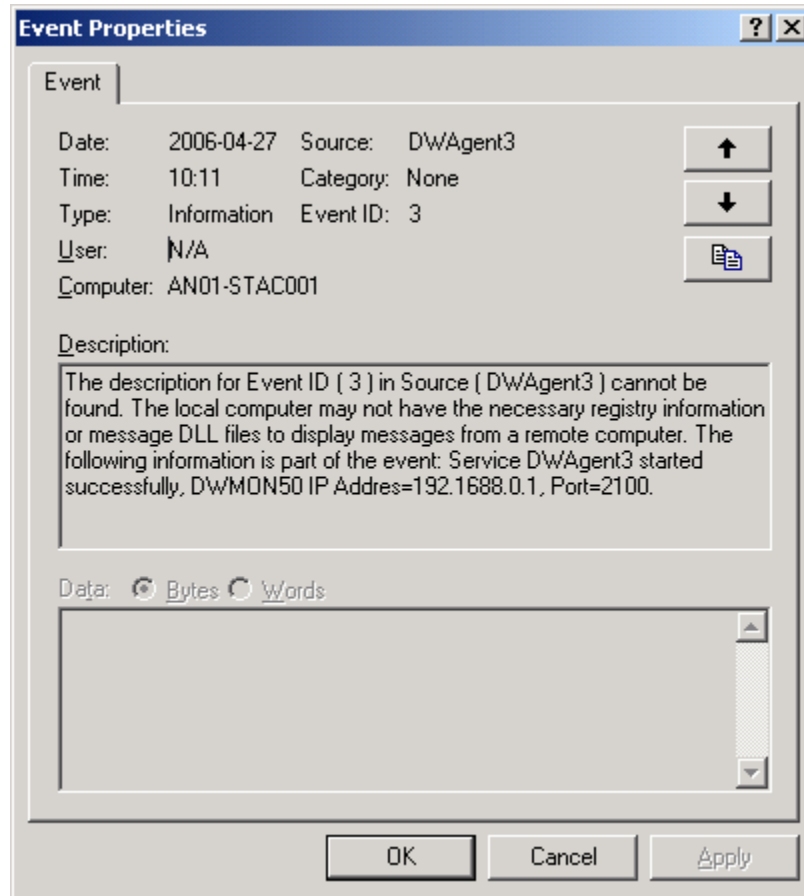 Event Properties
Event
Date: 2006-04-27 Source: DWAgent3
Time: 10:11 Category: None
Type: Information Event ID: 3
User: N/A
Computer: AN01-STAC001
Description:
The description for Event ID ( 3 ) in Source ( DWAgent3 ) cannot be
found. The local computer may not have the necessary registry information
or message DLL files to display messages from a remote computer. The
following information is part of the event: Service DWAgent3 started
successfully, DWMON50 IP Addres=192.1688.0.1, Port=2100.
Data: Bytes Words
OK Cancel Apply